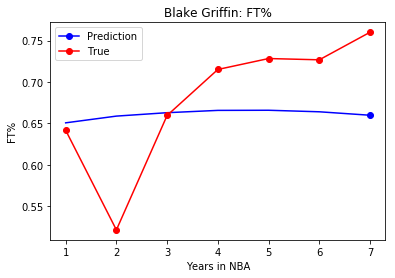 Blake Griffin: FT%
Prediction
True
FT%
0.75
0.70
0.65
0.60
0.55
1 2 3 4 5 6 7
Years in NBA